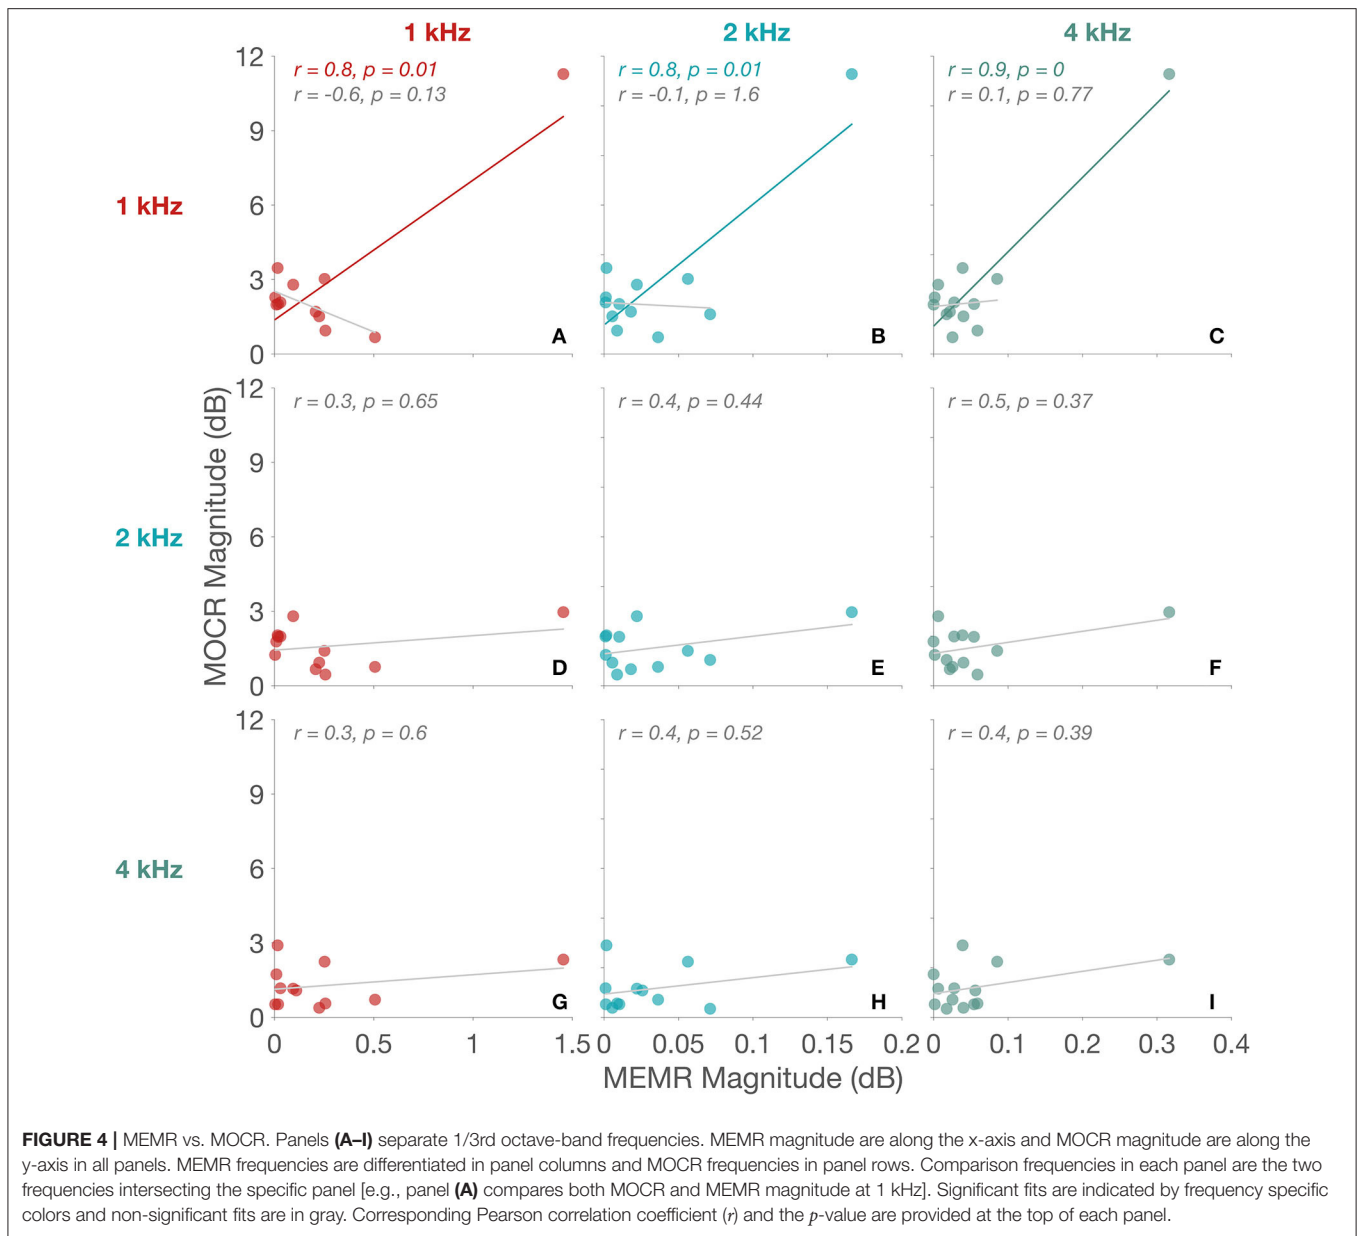 1 kHz 2 kHz 4 kHz
1 kHz
12
9
6
3
0
r = 0.8, p = 0.01
r = -0.6, p = 0.13
A
r = 0.8, p = 0.01
r = -0.1, p = 1.6
B
r = 0.9, p = 0
r = 0.1, p = 0.77
C
MOCR Magnitude (dB)
2 kHz
12
9
6
3
0
r = 0.3, p = 0.65
D
r = 0.4, p = 0.44
E
r = 0.5, p = 0.37
F
4 kHz
12
9
6
3
0
r = 0.3, p = 0.6
G
r = 0.4, p = 0.52
H
r = 0.4, p = 0.39
I
0 0.5 1 1.5 0 0.05 0.1 0.15 0.2 0 0.1 0.2 0.3 0.4
MEMR Magnitude (dB)
FIGURE 4 | MEMR vs. MOCR. Panels (A–I) separate 1/3rd octave-band frequencies. MEMR magnitude are along the x-axis and MOCR magnitude are along the
y-axis in all panels. MEMR frequencies are differentiated in panel columns and MOCR frequencies in panel rows. Comparison frequencies in each panel are the two
frequencies intersecting the specific panel [e.g., panel (A) compares both MOCR and MEMR magnitude at 1 kHz]. Significant fits are indicated by frequency specific
colors and non-significant fits are in gray. Corresponding Pearson correlation coefficient (r) and the p-value are provided at the top of each panel.